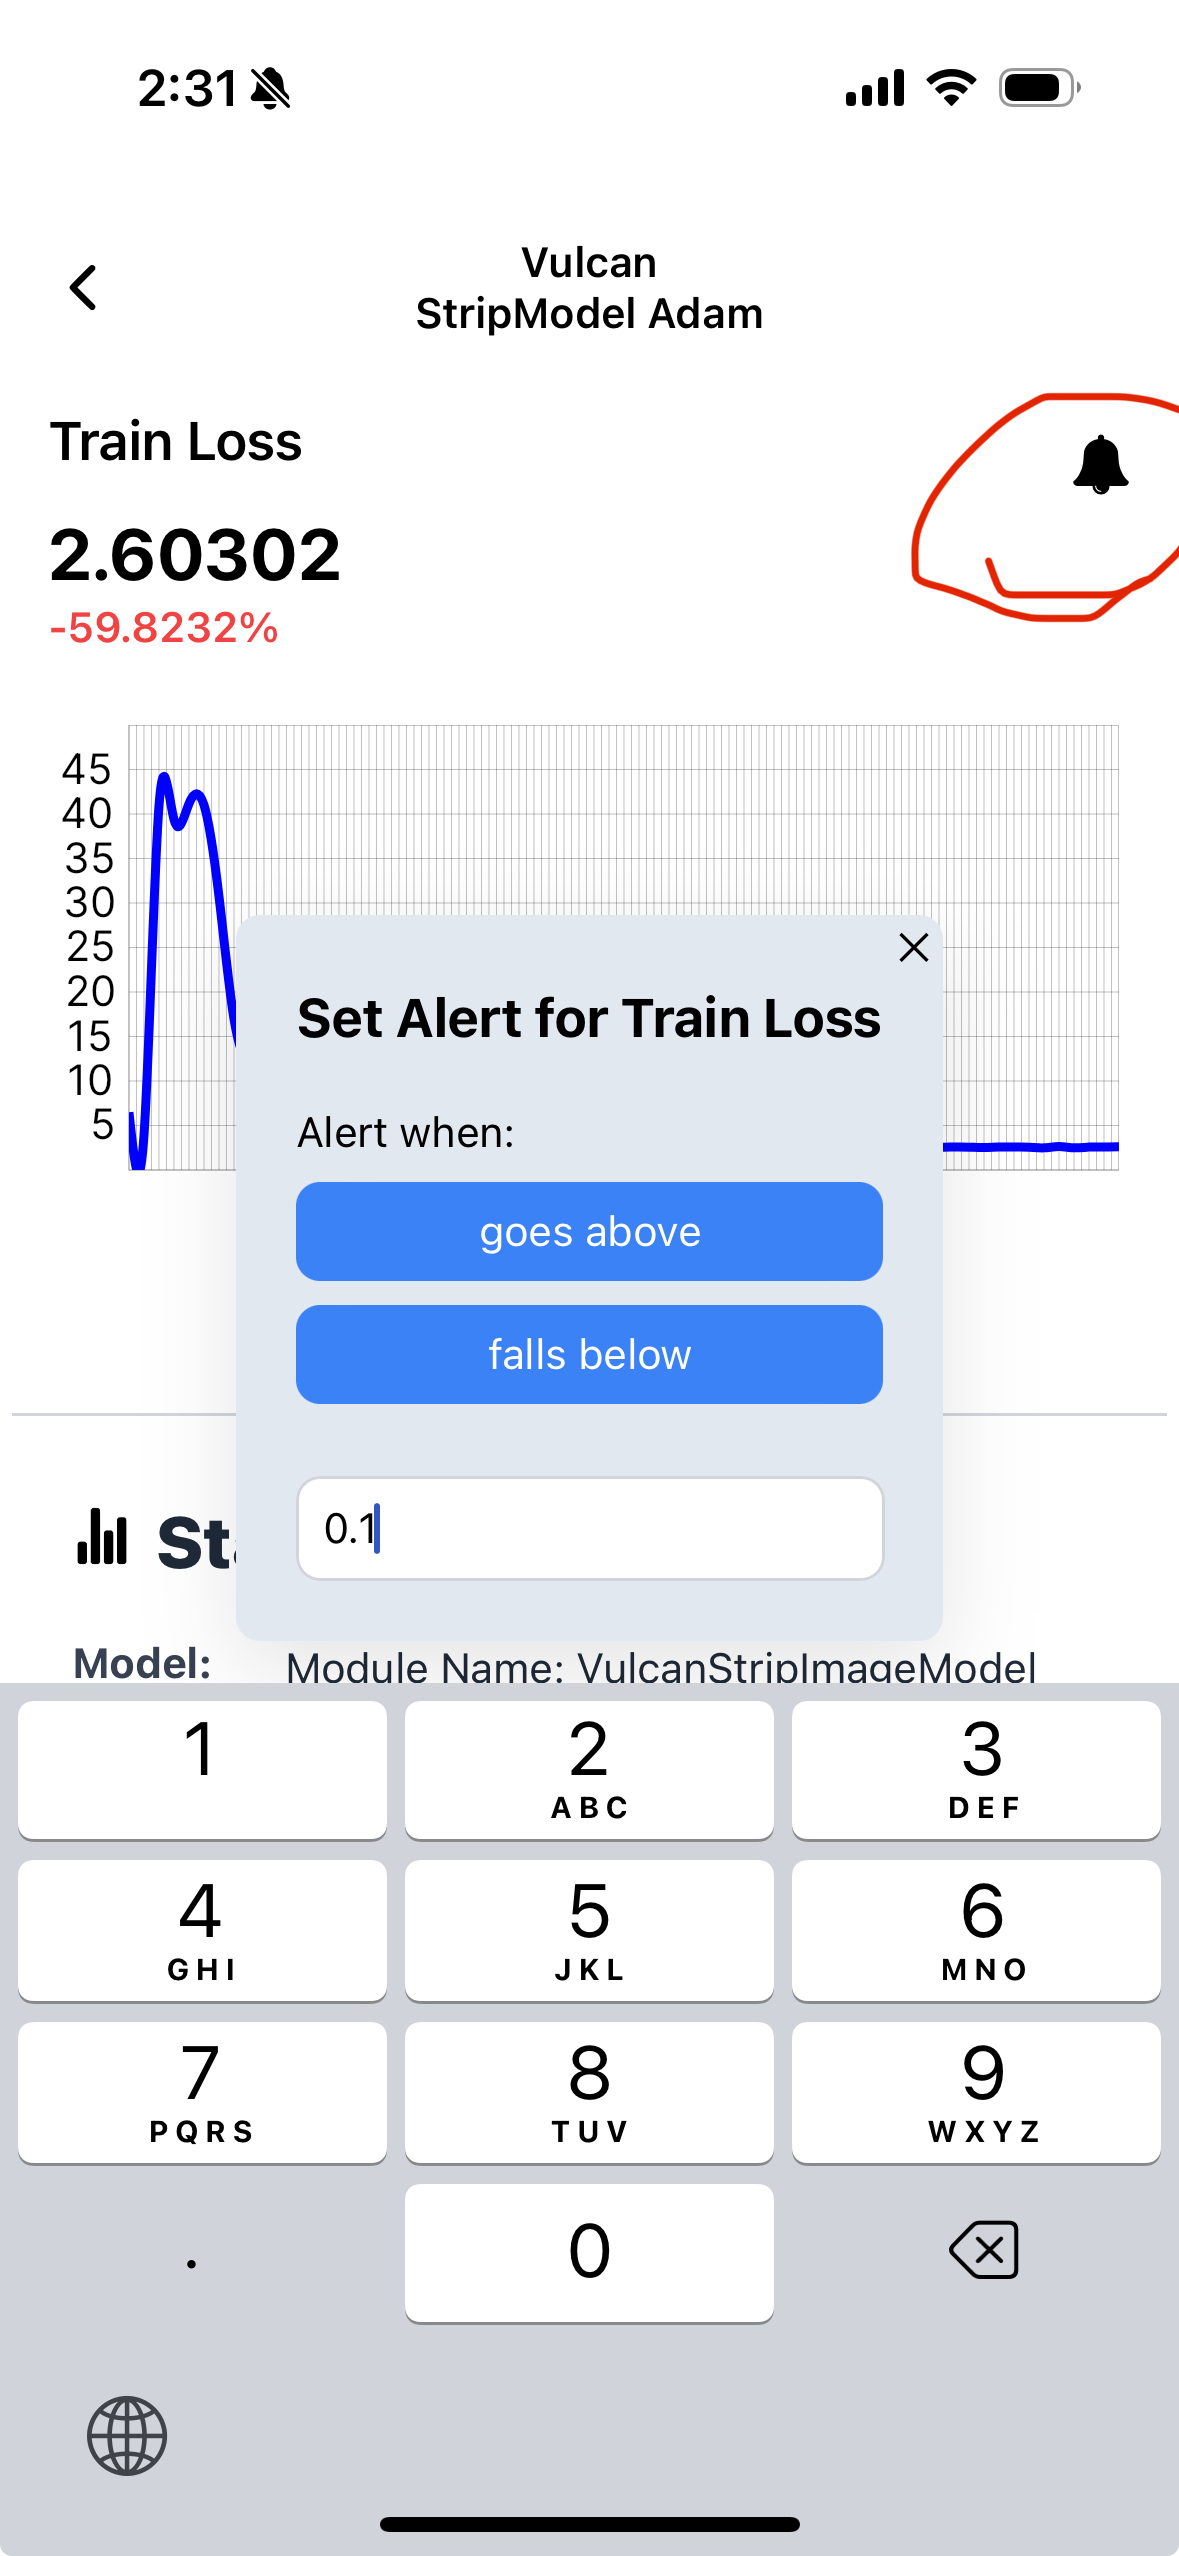 2:31
Vulcan
StripModel Adam
Train Loss
2.60302
-59.8232%
45
40
35
30
25
20
15
10
5
Set Alert for Train Loss
Alert when:
goes above
falls below
0.1
Model:
Module Name: VulcanStripImageModel
1
2
ABC
3
DEF
4
GHI
5
JKL
6
MNO
7
PQRS
8
TUV
9
WXYZ
.
0